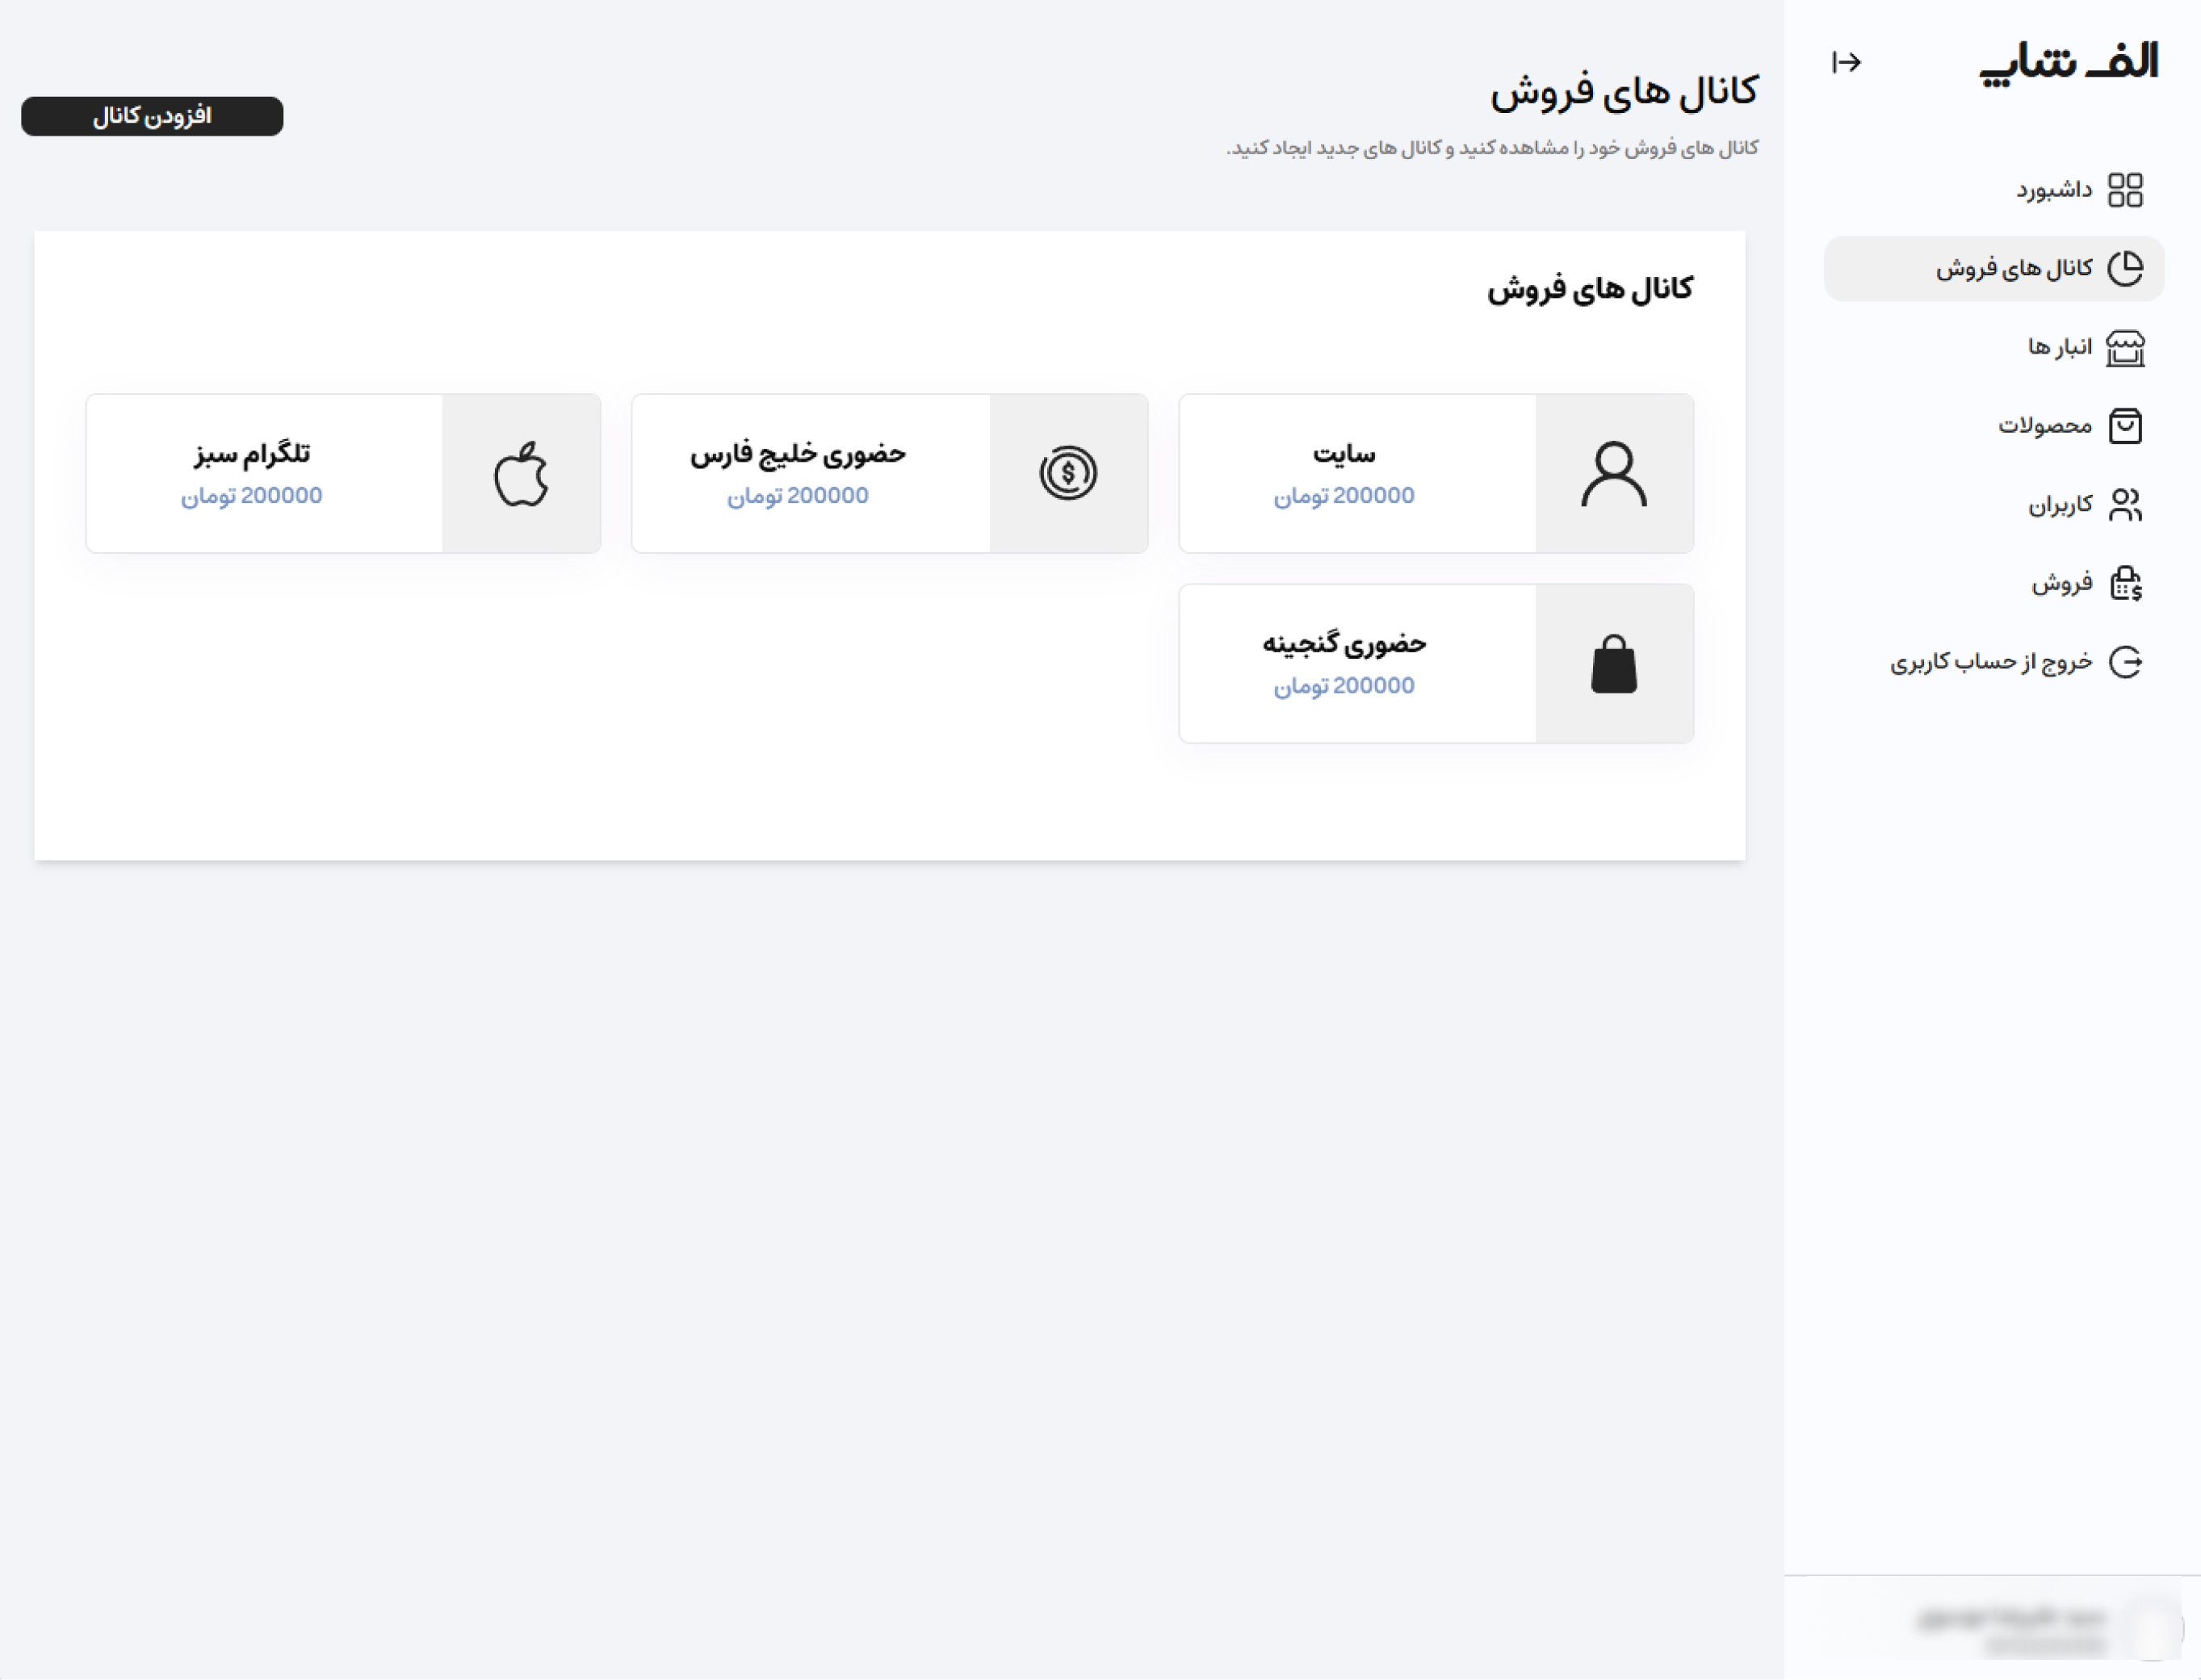 الف شاپ
داشبورد
کانال های فروش
انبار ها
محصولات
کاربران
فروش
خروج از حساب کاربری
کانال های فروش
کانال های فروش خود را مشاهده کنید و کانال های جدید ایجاد کنید.
افزودن کانال
کانال های فروش
سایت
200000 تومان
حضوری خلیج فارس
200000 تومان
تلگرام سبز
200000 تومان
حضوری گنجینه
200000 تومان